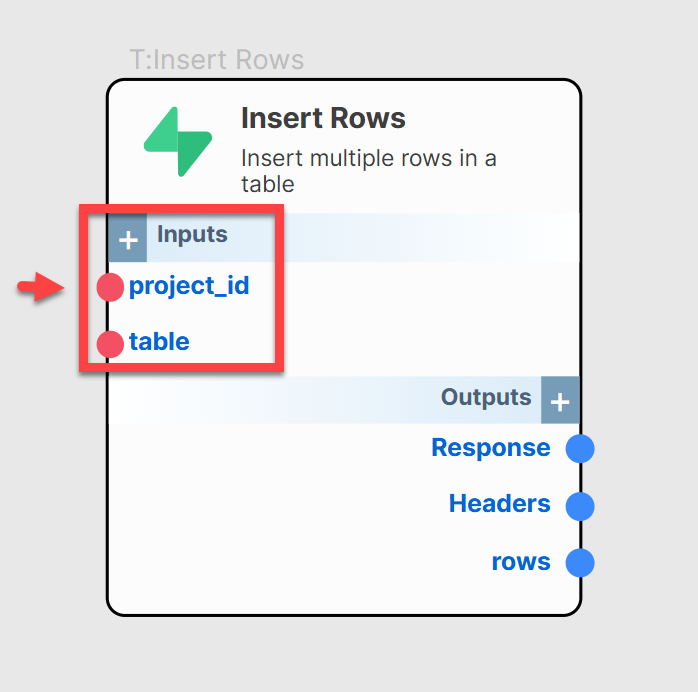 T:Insert Rows
Insert Rows
Insert multiple rows in a
table
+ Inputs
project_id
table
Outputs +
Response
Headers
rows